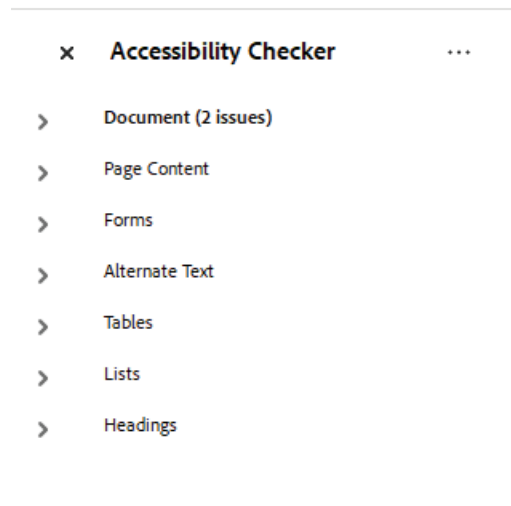 Accessibility Checker
Document (2 issues)
Page Content
Forms
Alternate Text
Tables
Lists
Headings